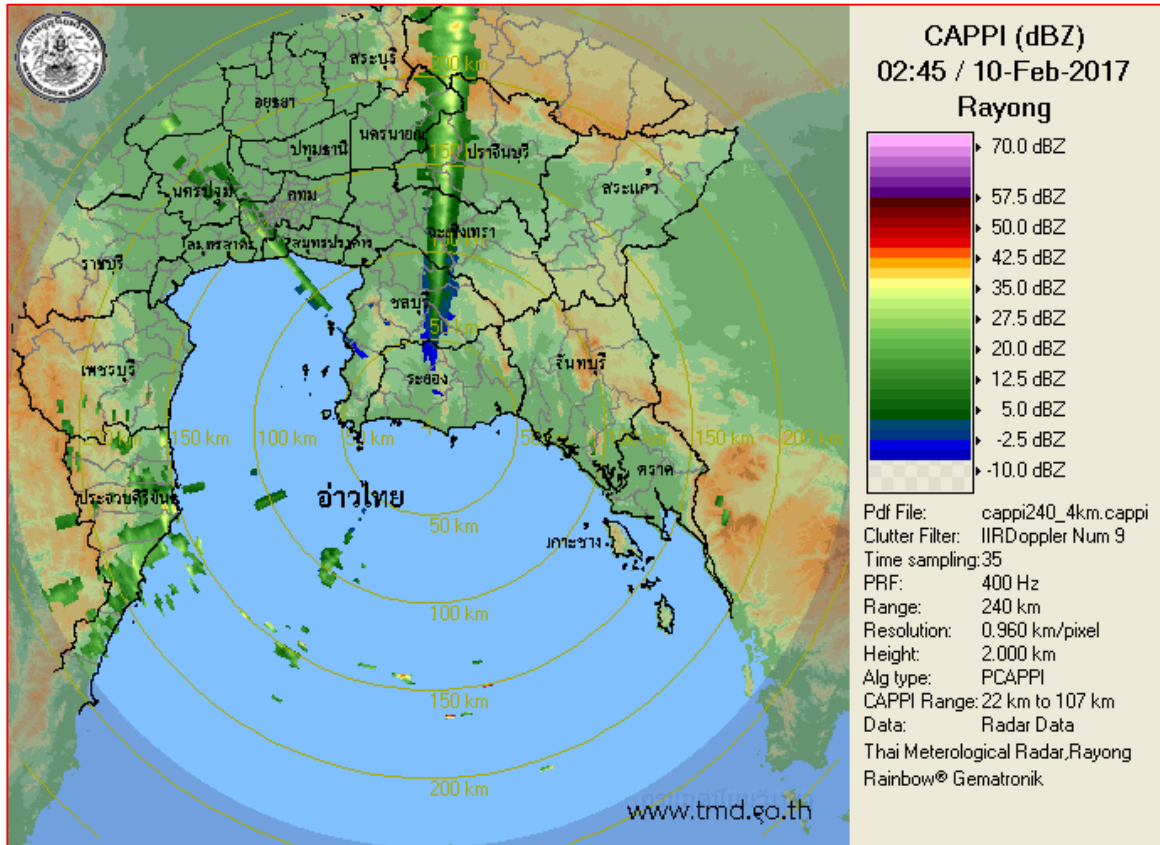 สระบุรี
200 km
อยุธยา
นครนายก
ปทุมธานี
150
ปราจีนบุรี
สระแก้ว
นครปฐม
กทม
สมุทรสาคร
สมุทรปราการ
ฉะเชิงเทรา
100 km
ราชบุรี
ชลบุรี
50 km
เพชรบุรี
ระยอง
จันทบุรี
200 km
150 km
100 km
50 km
50
100 km
150 km
200 km
ตราด
ประจวบคีรีขันธ์
อ่าวไทย
50 km
เกาะช้าง
100 km
150 km
200 km
www.tmd.go.th
CAPPI (dBZ)
02:45 / 10-Feb-2017
Rayong
70.0 dBZ
57.5 dBZ
50.0 dBZ
42.5 dBZ
35.0 dBZ
27.5 dBZ
20.0 dBZ
12.5 dBZ
5.0 dBZ
-2.5 dBZ
-10.0 dBZ
Pdf File: cappi240_4km.cappi
Clutter Filter: IIRDoppler Num 9
Time sampling:35
PRF: 400 Hz
Range: 240 km
Resolution: 0.960 km/pixel
Height: 2.000 km
Alg type: PCAPPI
CAPPI Range: 22 km to 107 km
Data: Radar Data
Thai Meterological Radar,Rayong
Rainbow® Gematronik